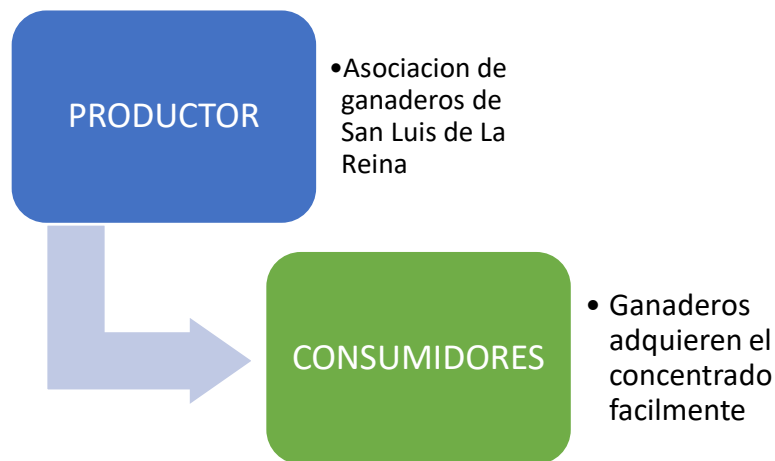 PRODUCTOR
•Asociacion de
ganaderos de
San Luis de La
Reina
CONSUMIDORES
• Ganaderos
adquieren el
concentrado
facilmente